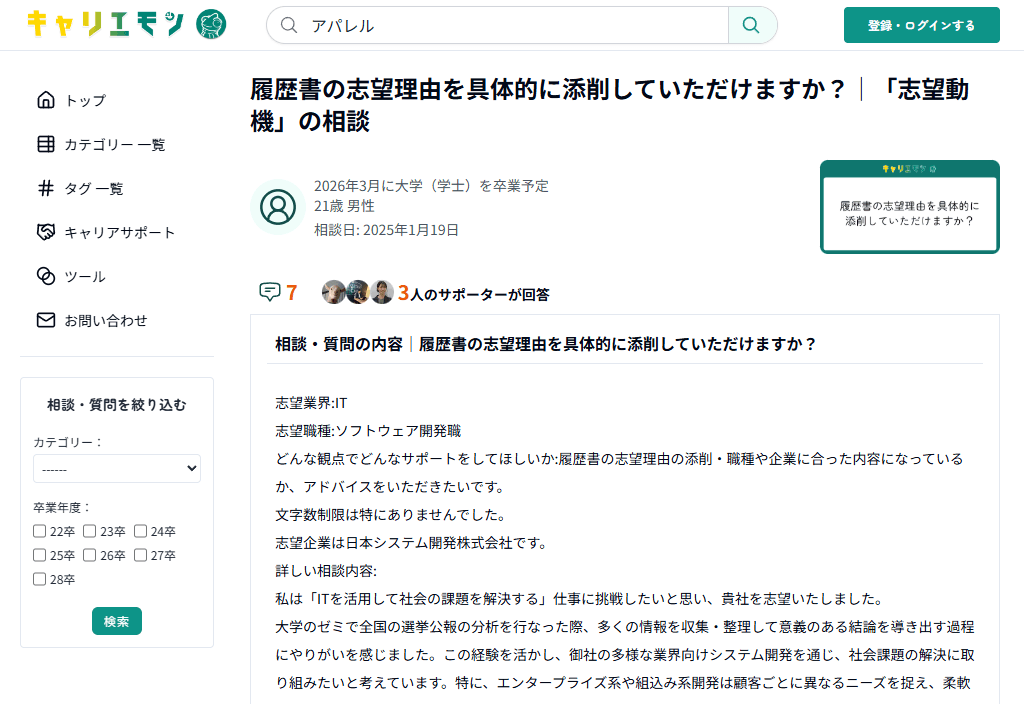 キャリエモン
アパレル
登録・ログインする
トップ
カテゴリー 一覧
タグ 一覧
キャリアサポート
ツール
お問い合わせ
相談・質問を絞り込む
カテゴリー：
------
卒業年度：
22卒 23卒 24卒
25卒 26卒 27卒
28卒
検索
履歴書の志望理由を具体的に添削していただけますか？｜「志望動
機」の相談
2026年3月に大学（学士）を卒業予定
21歳 男性
相談日: 2025年1月19日
キャリエモン
履歴書の志望理由を具体的に
添削していただけますか？
7 3人のサポーターが回答
相談・質問の内容｜履歴書の志望理由を具体的に添削していただけますか？
志望業界:IT
志望職種:ソフトウェア開発職
どんな観点でどんなサポートをしてほしいか:履歴書の志望理由の添削・職種や企業に合った内容になっている
か、アドバイスをいただきたいです。
文字数制限は特にありませんでした。
志望企業は日本システム開発株式会社です。
詳しい相談内容:
私は「ITを活用して社会の課題を解決する」仕事に挑戦したいと思い、貴社を志望いたしました。
大学のゼミで全国の選挙公報の分析を行なった際、多くの情報を収集・整理して意義のある結論を導き出す過程
にやりがいを感じました。この経験を活かし、御社の多様な業界向けシステム開発を通じ、社会課題の解決に取
り組みたいと考えています。特に、エンタープライズ系や組込み系開発は顧客ごとに異なるニーズを捉え、柔軟